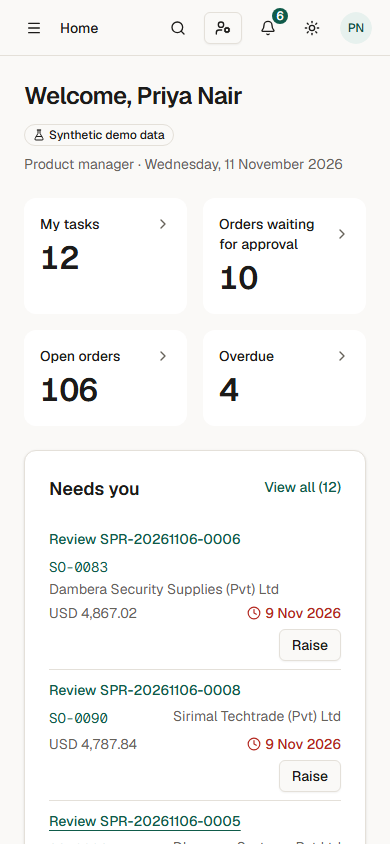 Home
6
PN
Welcome, Priya Nair
Synthetic demo data
Product manager · Wednesday, 11 November 2026
My tasks
12
Orders waiting
for approval
10
Open orders
106
Overdue
4
Needs you
View all (12)
Review SPR-20261106-0006
SO-0083
Dambera Security Supplies (Pvt) Ltd
USD 4,867.02
9 Nov 2026
Raise
Review SPR-20261106-0008
SO-0090
Sirimal Techtrade (Pvt) Ltd
USD 4,787.84
9 Nov 2026
Raise
Review SPR-20261106-0005